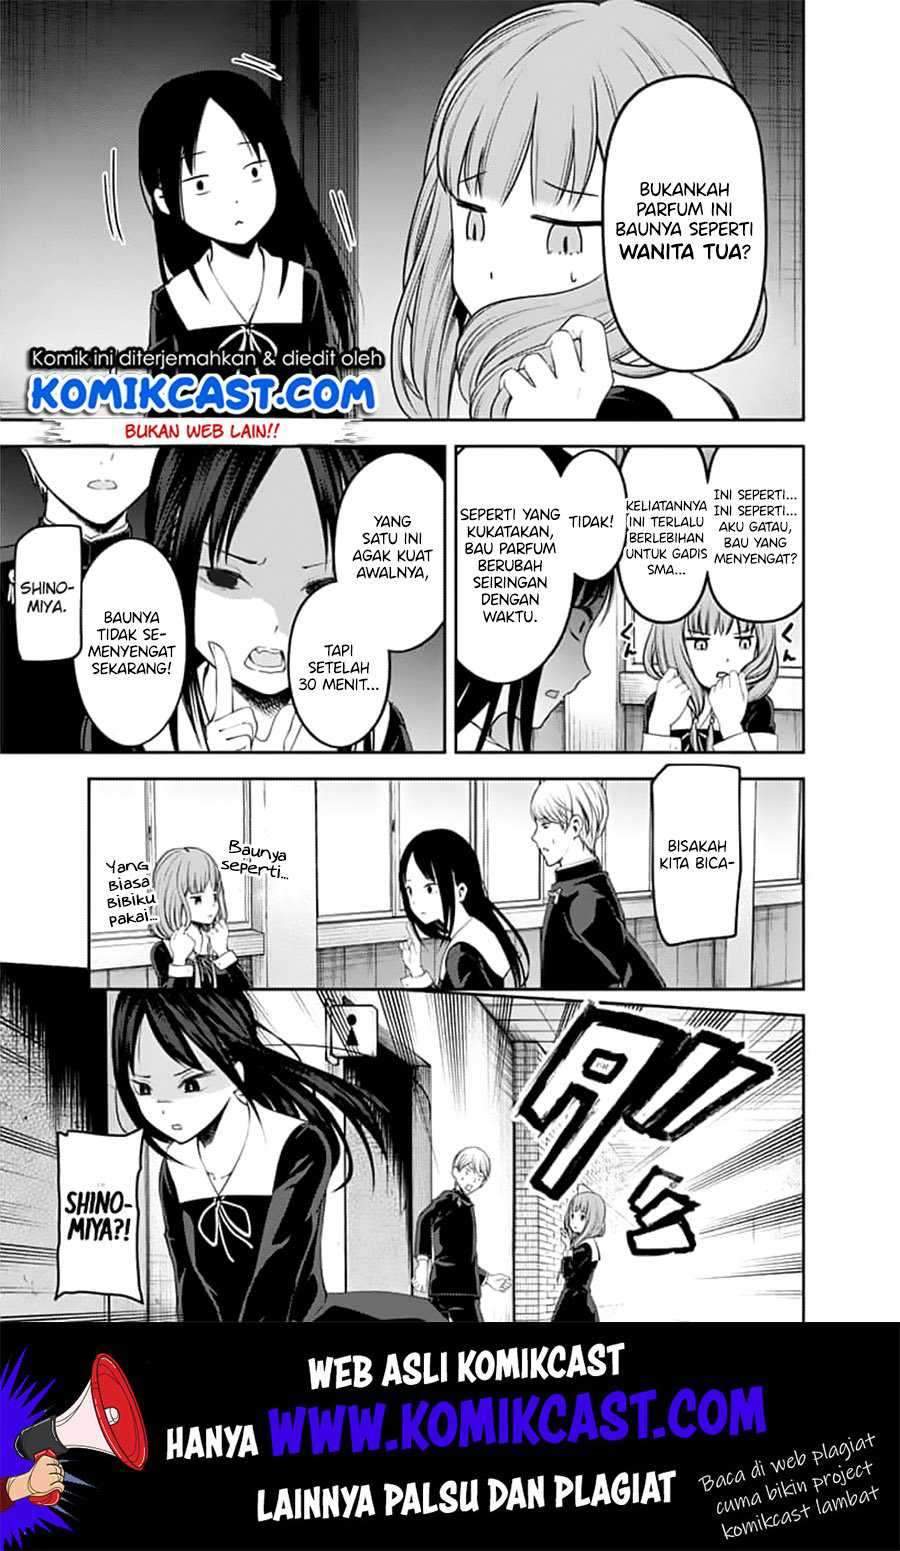 BUKANKAH
PARFUM INI
BAUNYA SEPERTI
WANITA TUA?
Komik ini diterjemahkan & diedit oleh
KOMIKCAST.COM
BUKAN WEB LAIN!!
INI SEPERTI...
INI SEPERTI...
AKU GATAU,
BAU YANG
MENYENGAT?
KELIATANNYA
INI TERLALU
BERLEBIHAN
UNTUK GADIS
SMA...
TIDAK!
SEPERTI YANG
KUKATAKAN,
BAU PARFUM
BERUBAH
SEIRINGAN
DENGAN
WAKTU.
YANG
SATU INI
AGAK KUAT
AWALNYA,
TAPI
SETELAH
30 MENIT...
BAUNYA
TIDAK SE-
MENYENGAT
SEKARANG!
SHINO-
MIYA.
BISAKAH
KITA BICA-
Baunya
seperti...
Yang
Biasa
BiBiku
pakai...
SHINO-
MIYA?!
WEB ASLI KOMIKCAST
HANYA WWW.KOMIKCAST.COM
LAINNYA PALSU DAN PLAGIAT
Baca di web plagiat
cuma bikin project
komikcast lambat